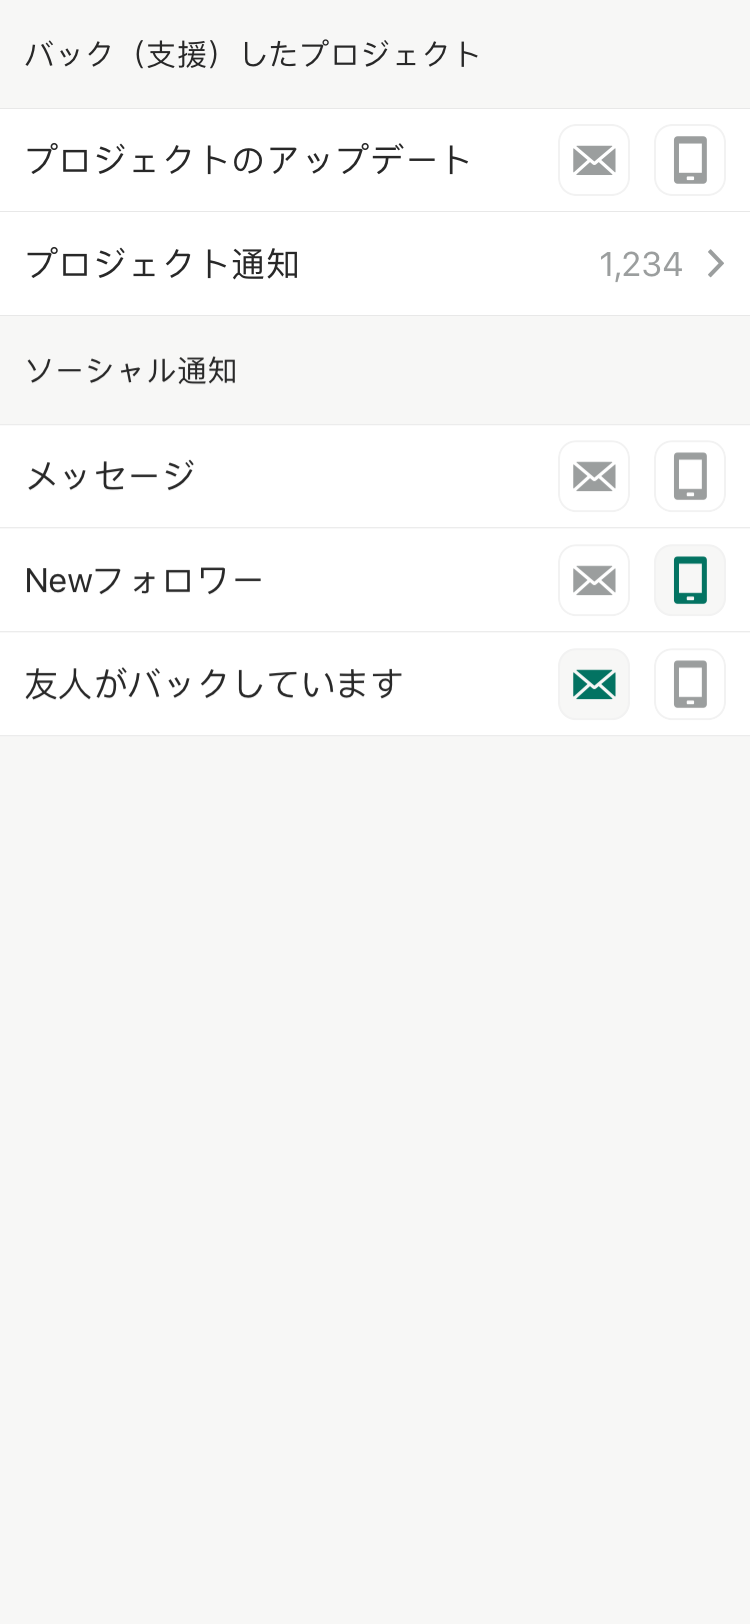 バック（支援）したプロジェクト
プロジェクトのアップデート
プロジェクト通知 1,234
ソーシャル通知
メッセージ
Newフォロワー
友人がバックしています